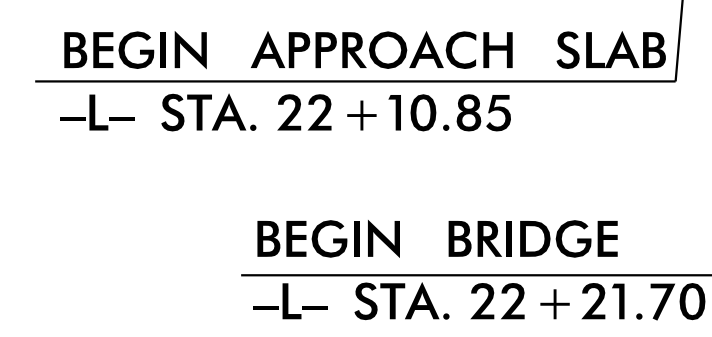 BEGIN APPROACH SLAB
–L– STA. 22+10.85
BEGIN BRIDGE
–L– STA. 22+21.70